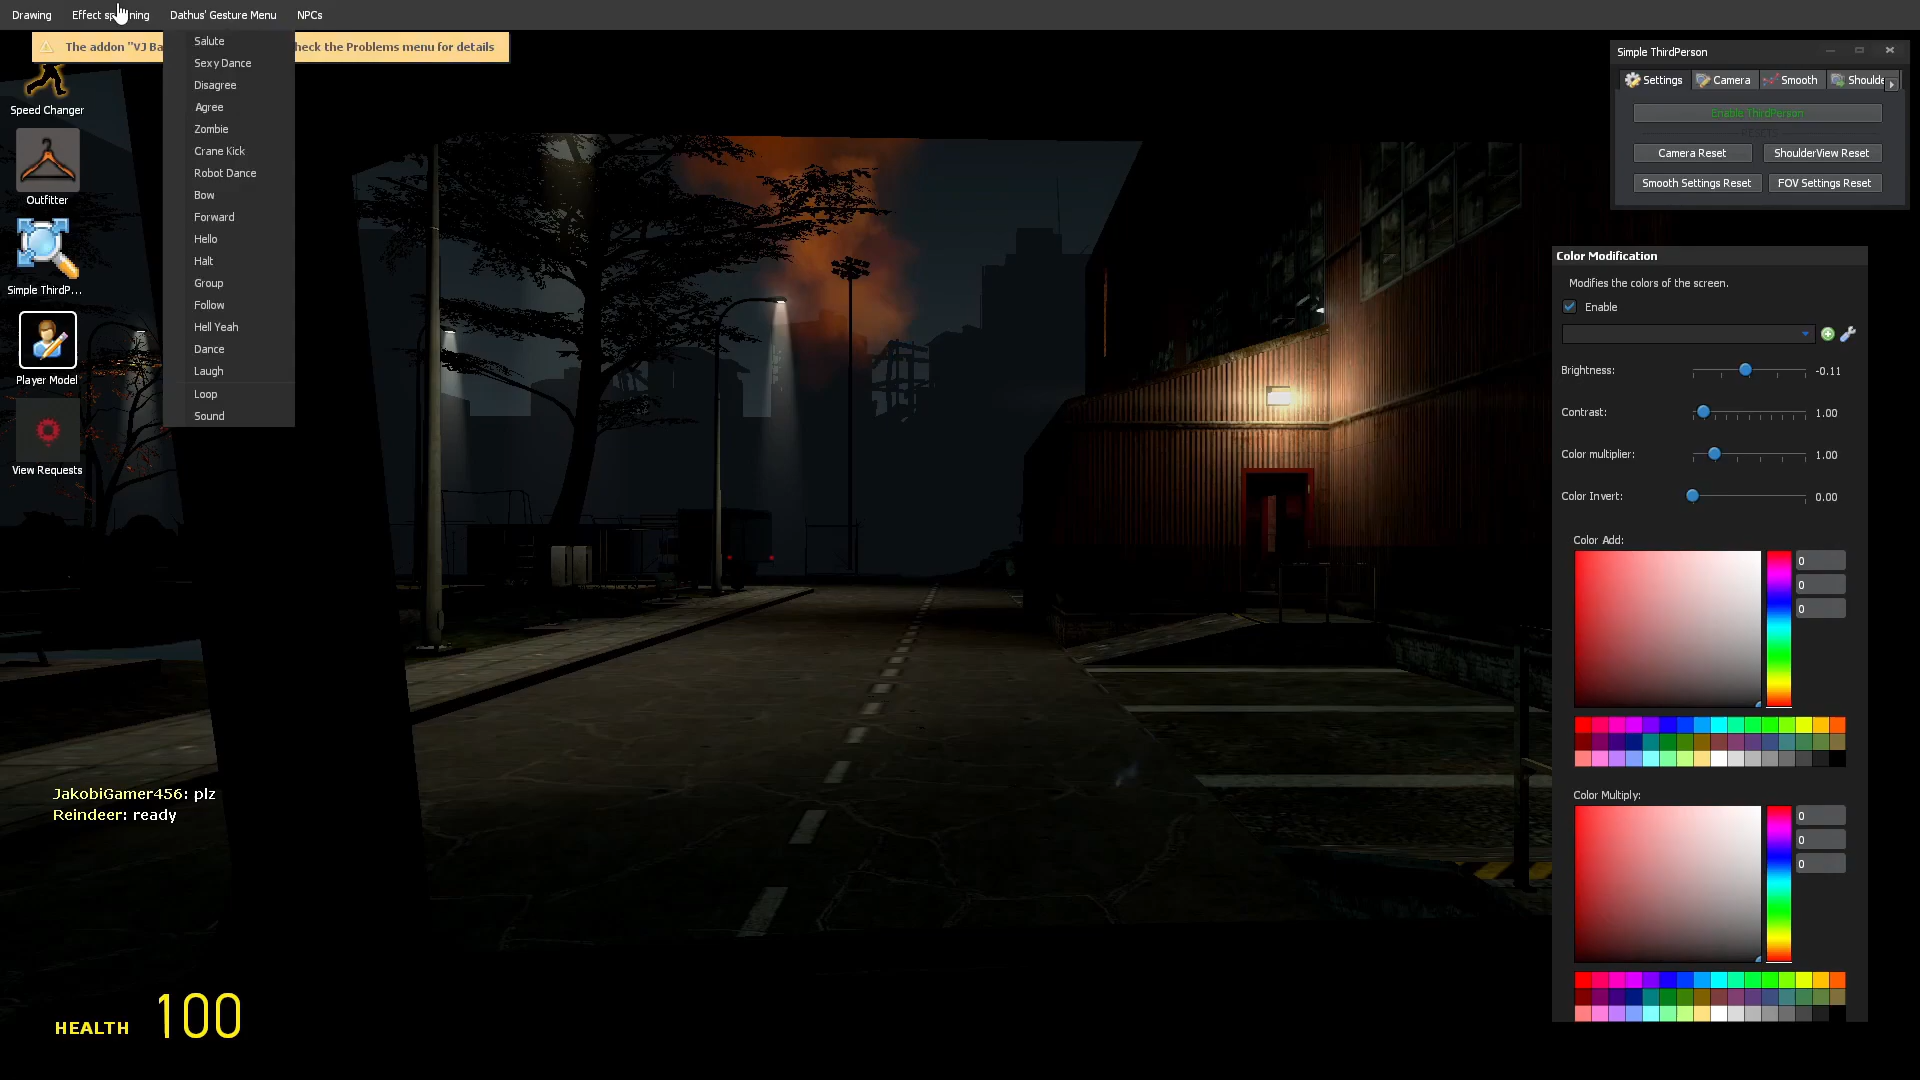 Drawing
Effect sp ning
Dathus' Gesture Menu
NPCs
The addon "VJ Ba
heck the Problems menu for details
Speed Changer
Outfitter
Simple ThirdP...
Player Model
View Requests
Salute
Sexy Dance
Disagree
Agree
Zombie
Crane Kick
Robot Dance
Bow
Forward
Hello
Halt
Group
Follow
Hell Yeah
Dance
Laugh
Loop
Sound
Simple ThirdPerson
Settings
Camera
Smooth
Shoulde
Enable ThirdPerson
RESETS
Camera Reset
ShoulderView Reset
Smooth Settings Reset
FOV Settings Reset
Color Modification
Modifies the colors of the screen.
Enable
Brightness: -0.11
Contrast: 1.00
Color multiplier: 1.00
Color Invert: 0.00
Color Add:
0
0
0
Color Multiply:
0
0
0
JakobiGamer456: plz
Reindeer: ready
HEALTH 100